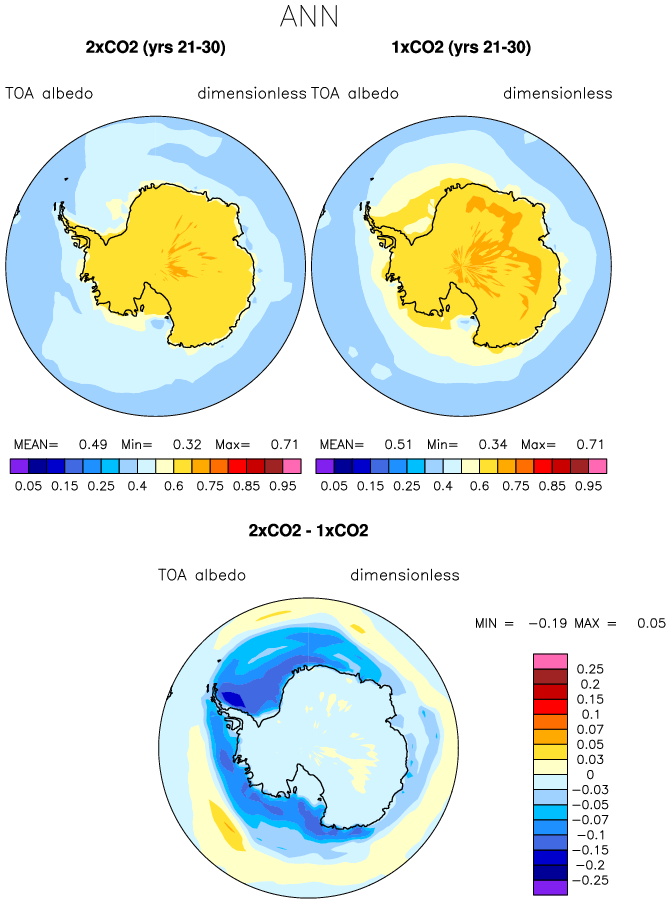 ANN
2xCO2 (yrs 21-30) 1xCO2 (yrs 21-30)
TOA albedo dimensionless TOA albedo dimensionless
MEAN= 0.49 Min= 0.32 Max= 0.71 MEAN= 0.51 Min= 0.34 Max= 0.71
0.05 0.15 0.25 0.4 0.6 0.75 0.85 0.95 0.05 0.15 0.25 0.4 0.6 0.75 0.85 0.95
2xCO2 - 1xCO2
TOA albedo dimensionless
MIN = -0.19 MAX = 0.05
0.25
0.2
0.15
0.1
0.07
0.05
0.03
0
-0.03
-0.05
-0.07
-0.1
-0.15
-0.2
-0.25